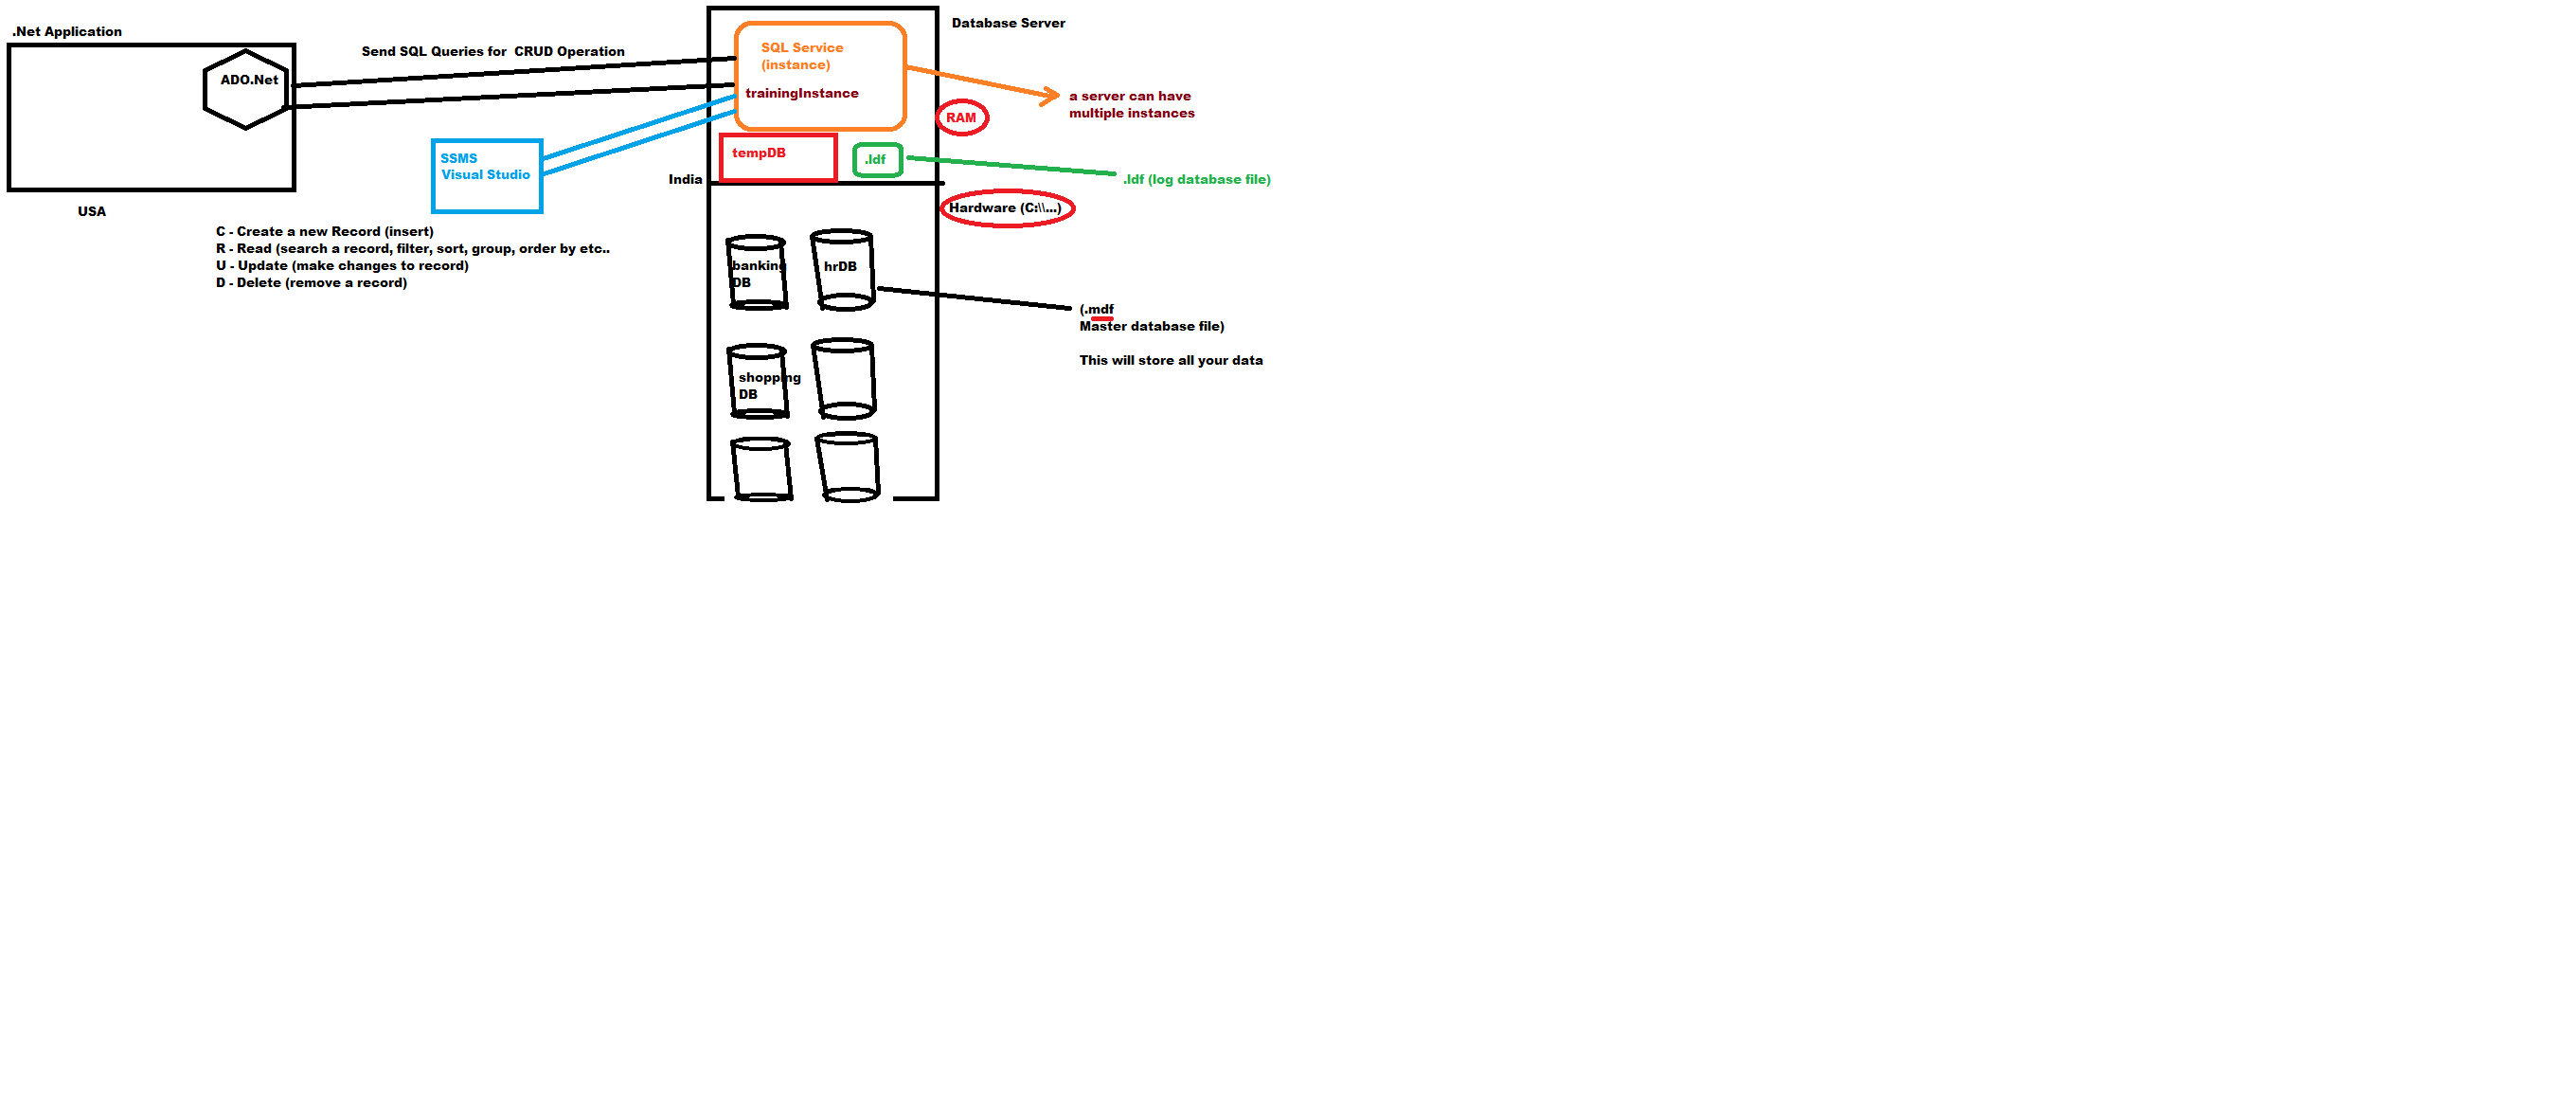 .Net Application
ADO.Net
USA
Send SQL Queries for  CRUD Operation
SSMS
Visual Studio
C - Create a new Record (insert)
R - Read (search a record, filter, sort, group, order by etc..
U - Update (make changes to record)
D - Delete (remove a record)
Database Server
SQL Service
(instance)
trainingInstance
a server can have
multiple instances
RAM
tempDB
.ldf
.ldf (log database file)
India
Hardware (C:\\...)
banking
DB
hrDB
(.mdf
Master database file)
This will store all your data
shopping
DB